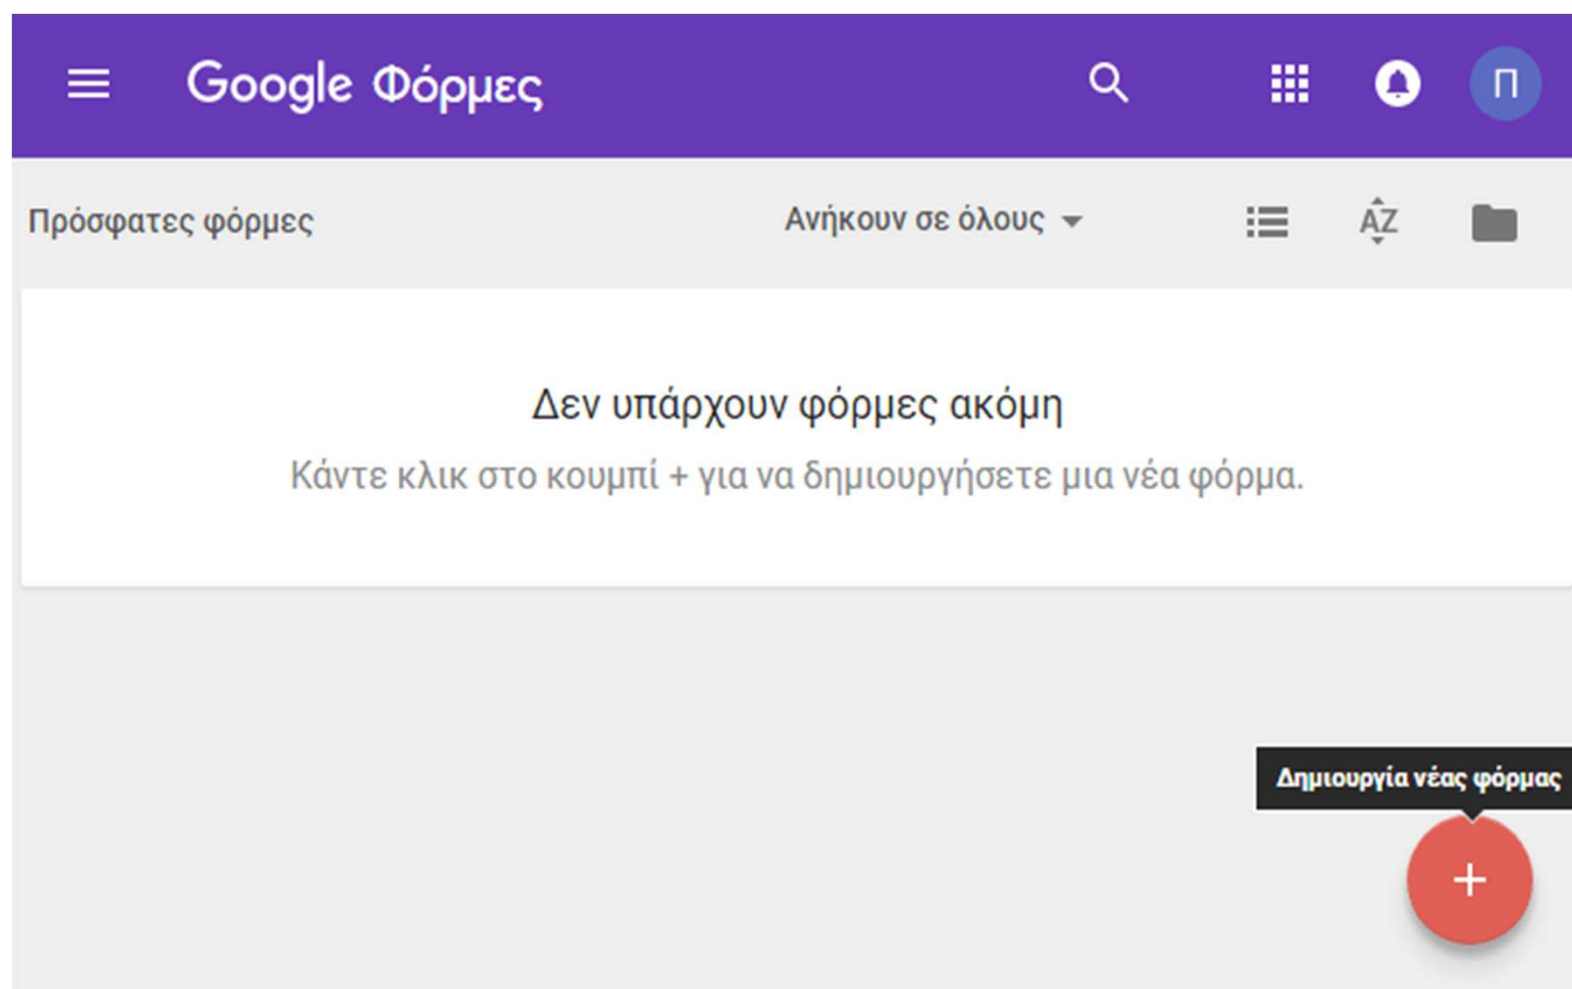 Google Φόρμες
Π
Πρόσφατες φόρμες
Ανήκουν σε όλους
AZ
Δεν υπάρχουν φόρμες ακόμη
Κάντε κλικ στο κουμπί + για να δημιουργήσετε μια νέα φόρμα.
Δημιουργία νέας φόρμας
+